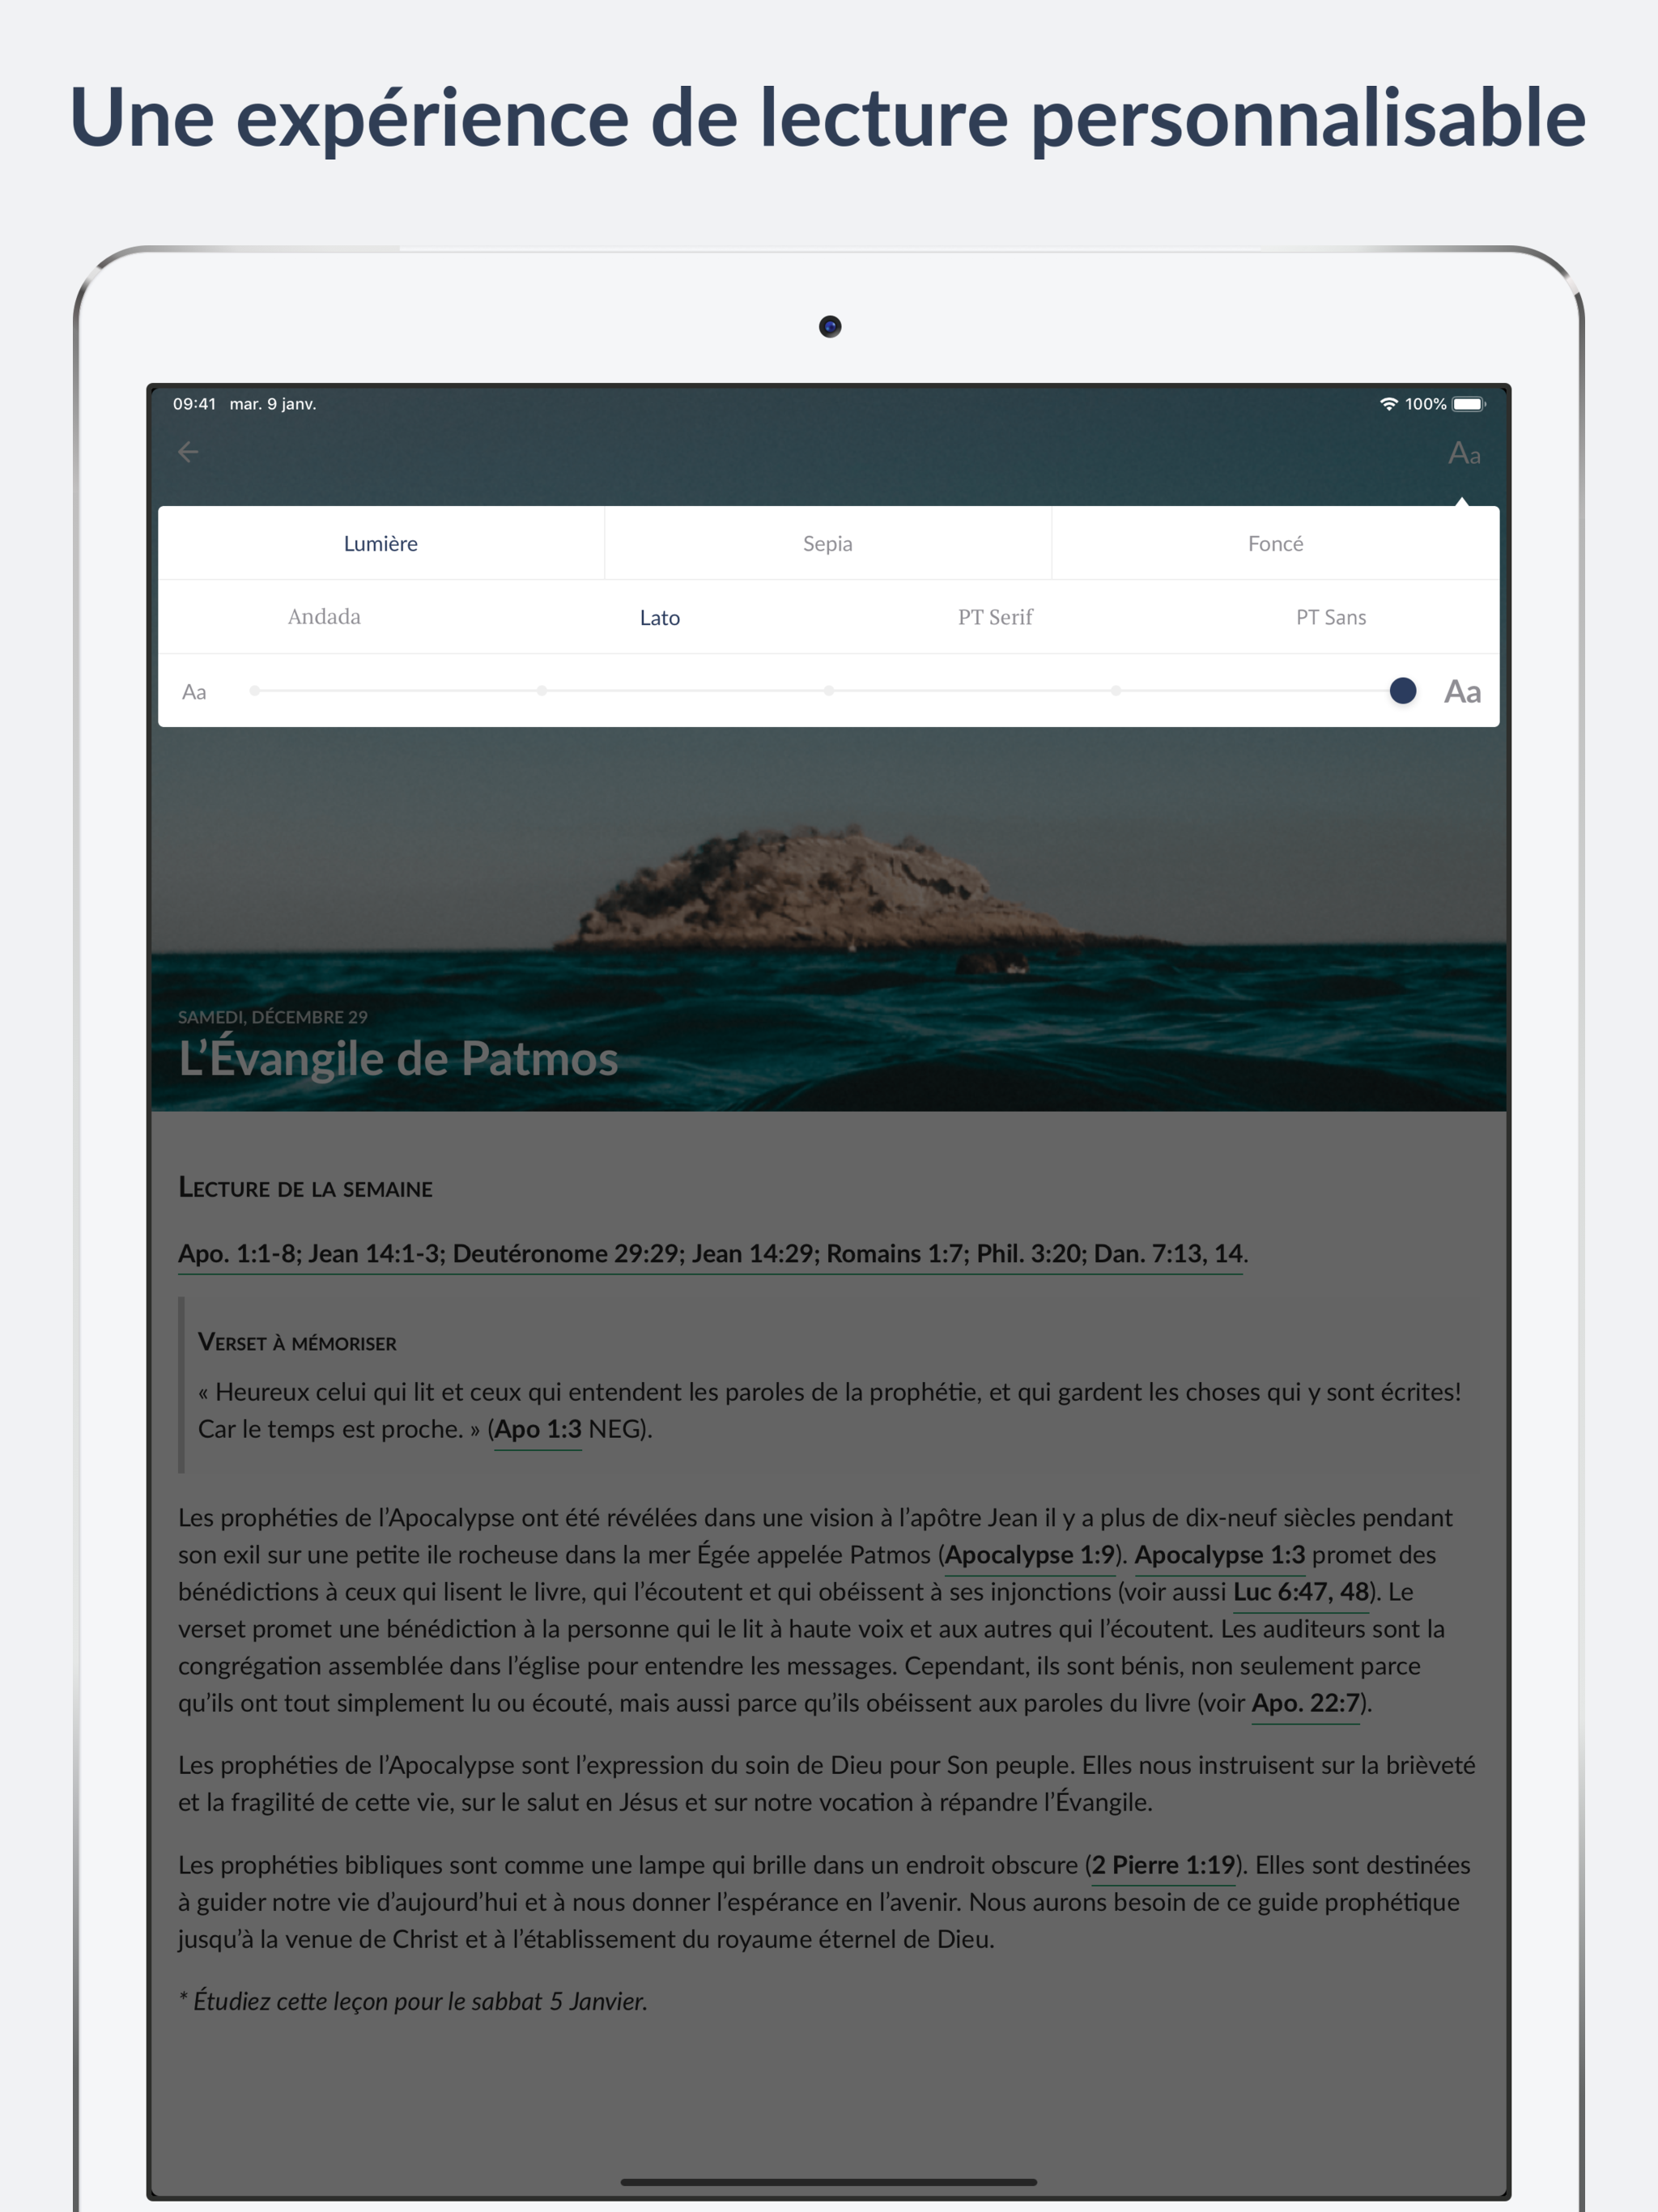 Une expérience de lecture personnalisable
09:41 mar. 9 janv.
100%
Aa
Lumière Sepia Foncé
Andada Lato PT Serif PT Sans
Aa Aa
SAMEDI, DÉCEMBRE 29
L’Évangile de Patmos
Lecture de la semaine
Apo. 1:1-8; Jean 14:1-3; Deutéronome 29:29; Jean 14:29; Romains 1:7; Phil. 3:20; Dan. 7:13, 14.
Verset à mémoriser
« Heureux celui qui lit et ceux qui entendent les paroles de la prophétie, et qui gardent les choses qui y sont écrites!
Car le temps est proche. » (Apo 1:3 NEG).
Les prophéties de l’Apocalypse ont été révélées dans une vision à l’apôtre Jean il y a plus de dix-neuf siècles pendant
son exil sur une petite ile rocheuse dans la mer Égée appelée Patmos (Apocalypse 1:9). Apocalypse 1:3 promet des
bénédictions à ceux qui lisent le livre, qui l’écoutent et qui obéissent à ses injonctions (voir aussi Luc 6:47, 48). Le
verset promet une bénédiction à la personne qui le lit à haute voix et aux autres qui l’écoutent. Les auditeurs sont la
congrégation assemblée dans l’église pour entendre les messages. Cependant, ils sont bénis, non seulement parce
qu’ils ont tout simplement lu ou écouté, mais aussi parce qu’ils obéissent aux paroles du livre (voir Apo. 22:7).
Les prophéties de l’Apocalypse sont l’expression du soin de Dieu pour Son peuple. Elles nous instruisent sur la brièveté
et la fragilité de cette vie, sur le salut en Jésus et sur notre vocation à répandre l’Évangile.
Les prophéties bibliques sont comme une lampe qui brille dans un endroit obscure (2 Pierre 1:19). Elles sont destinées
à guider notre vie d’aujourd’hui et à nous donner l’espérance en l’avenir. Nous aurons besoin de ce guide prophétique
jusqu’à la venue de Christ et à l’établissement du royaume éternel de Dieu.
* Étudiez cette leçon pour le sabbat 5 Janvier.